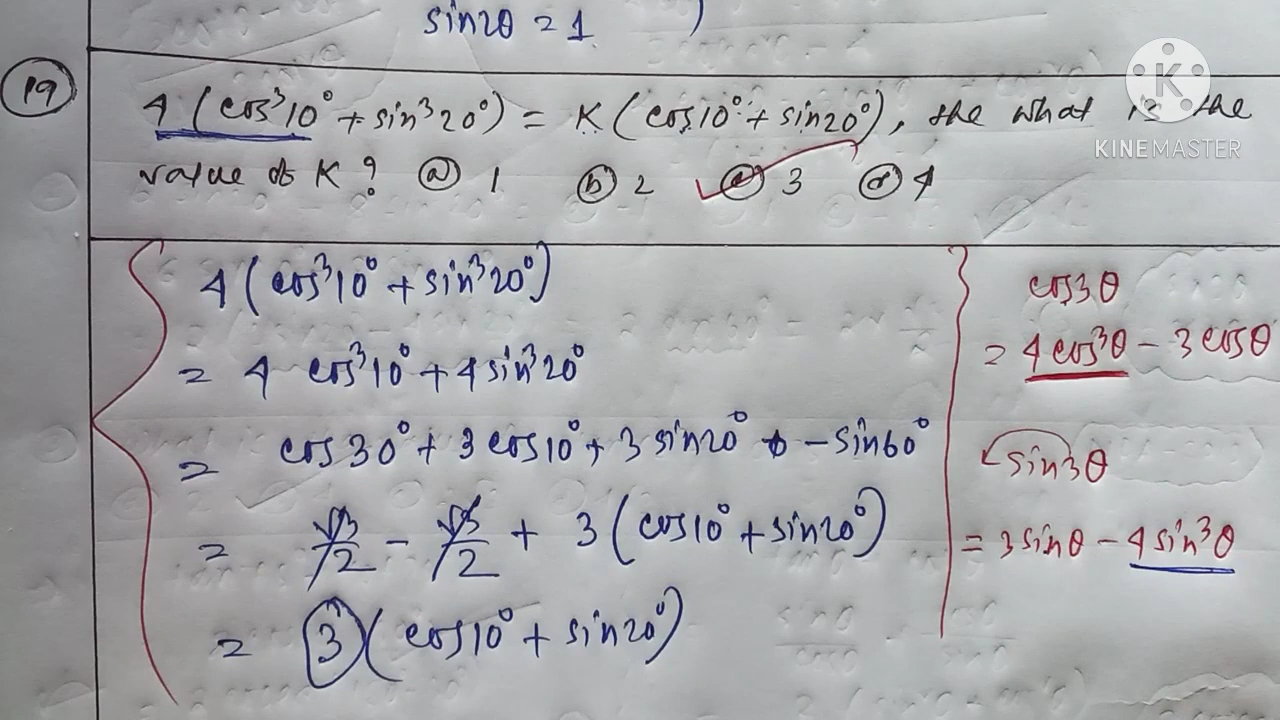 sin2θ = 1 )
19
4 (cos³10° + sin³20°) = K (cos10° + sin20°), the what is the
value of K? (a) 1 (b) 2 (c) 3 (d) 4
K
KINEMASTER
4 (cos³10° + sin³20°)
= 4 cos³10° + 4 sin³20°
= cos30° + 3 cos10° + 3 sin20° - sin60°
= √3/2 - √3/2 + 3 (cos10° + sin20°)
= 3 (cos10° + sin20°)
cos3θ
= 4cos³θ - 3cosθ
sin3θ
= 3sinθ - 4sin³θ